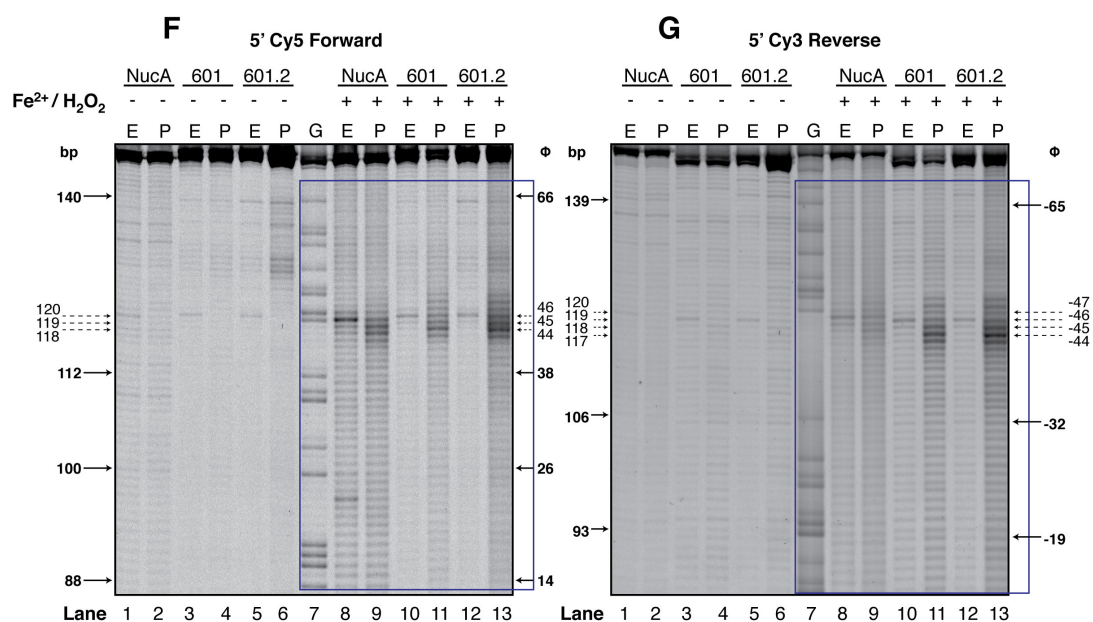 F
5' Cy5 Forward
NucA 601 601.2 NucA 601 601.2
Fe2+ / H2O2 - - - - - - + + + + + +
E P E P E P G E P E P E P
bp Φ
140 66
120 46
119 45
118 44
112 38
100 26
88 14
Lane 1 2 3 4 5 6 7 8 9 10 11 12 13
G
5' Cy3 Reverse
NucA 601 601.2 NucA 601 601.2
- - - - - - + + + + + +
E P E P E P G E P E P E P
bp Φ
139 -65
120 -47
119 -46
118 -45
117 -44
106 -32
93 -19
Lane 1 2 3 4 5 6 7 8 9 10 11 12 13